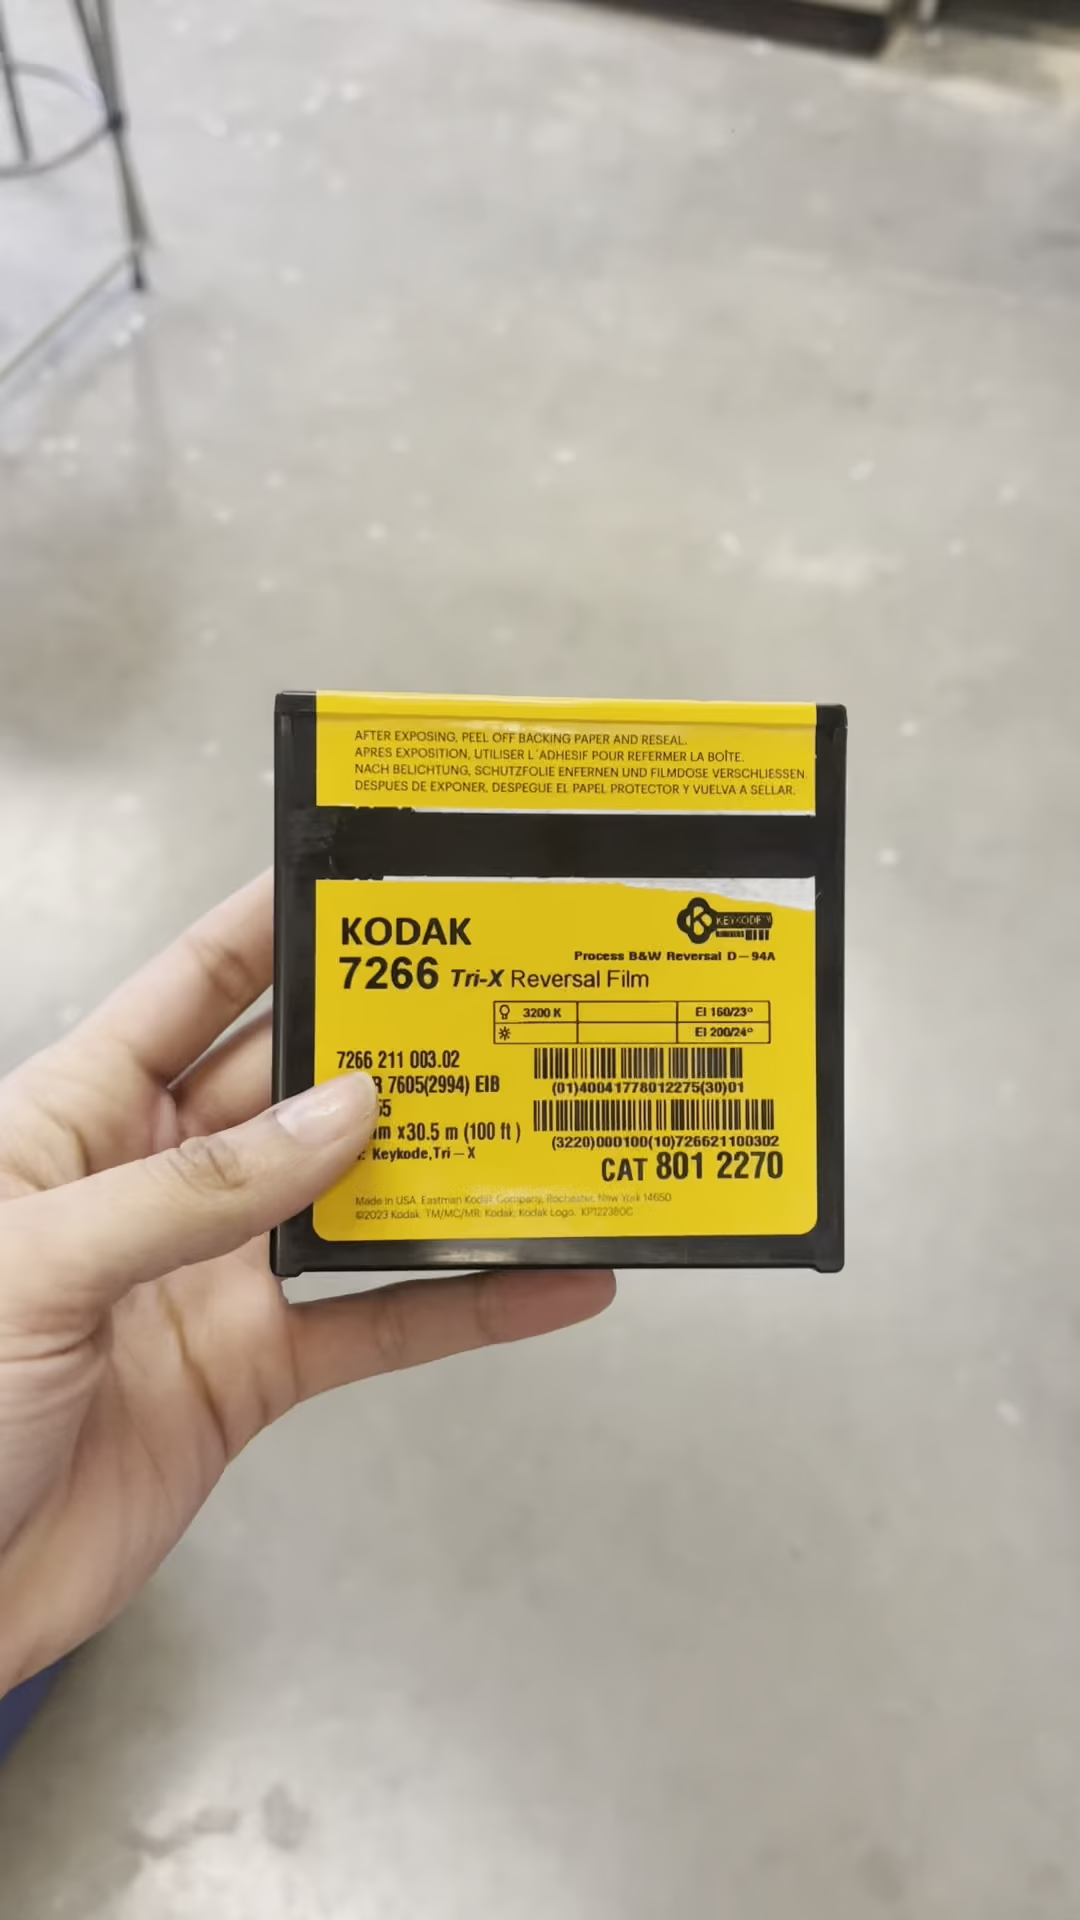 AFTER EXPOSING, PEEL OFF BACKING PAPER AND RESEAL.
APRES EXPOSITION, UTILISER L´ADHESIF POUR REFERMER LA BOÎTE.
NACH BELICHTUNG, SCHUTZFOLIE ENFERNEN UND FILMDOSE VERSCHLIESSEN.
DESPUES DE EXPONER, DESPEGUE EL PAPEL PROTECTOR Y VUELVA A SELLAR.
KODAK
KEYKODE
Process B&W Reversal D-94A
7266 Tri-X Reversal Film
3200 K EI 160/23°
EI 200/24°
7266 211 003.02
R 7605(2994) EIB
55
(01)40041778012275(30)01
m x30.5 m (100 ft )
: Keykode,Tri-X
(3220)000100(10)726621100302
CAT 801 2270
Made in USA. Eastman Kodak Company, Rochester, New York 14650
©2023 Kodak. TM/MC/MR: Kodak, Kodak Logo. KP122380C